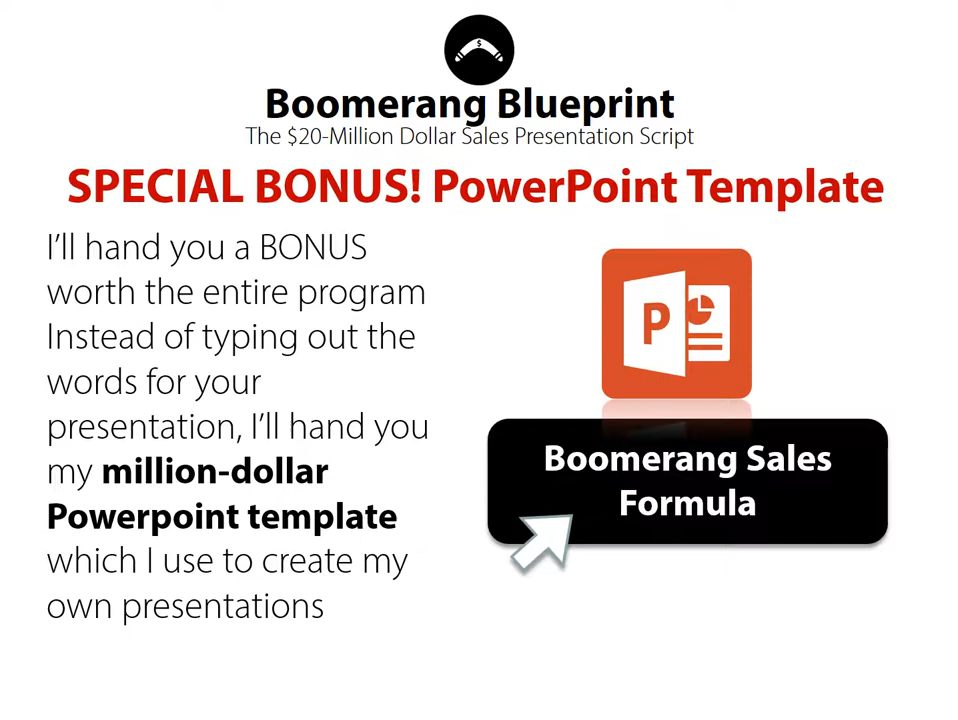 $
Boomerang Blueprint
The $20-Million Dollar Sales Presentation Script
SPECIAL BONUS! PowerPoint Template
I'll hand you a BONUS
worth the entire program
Instead of typing out the
words for your
presentation, I'll hand you
my million-dollar
Powerpoint template
which I use to create my
own presentations
P
Boomerang Sales
Formula